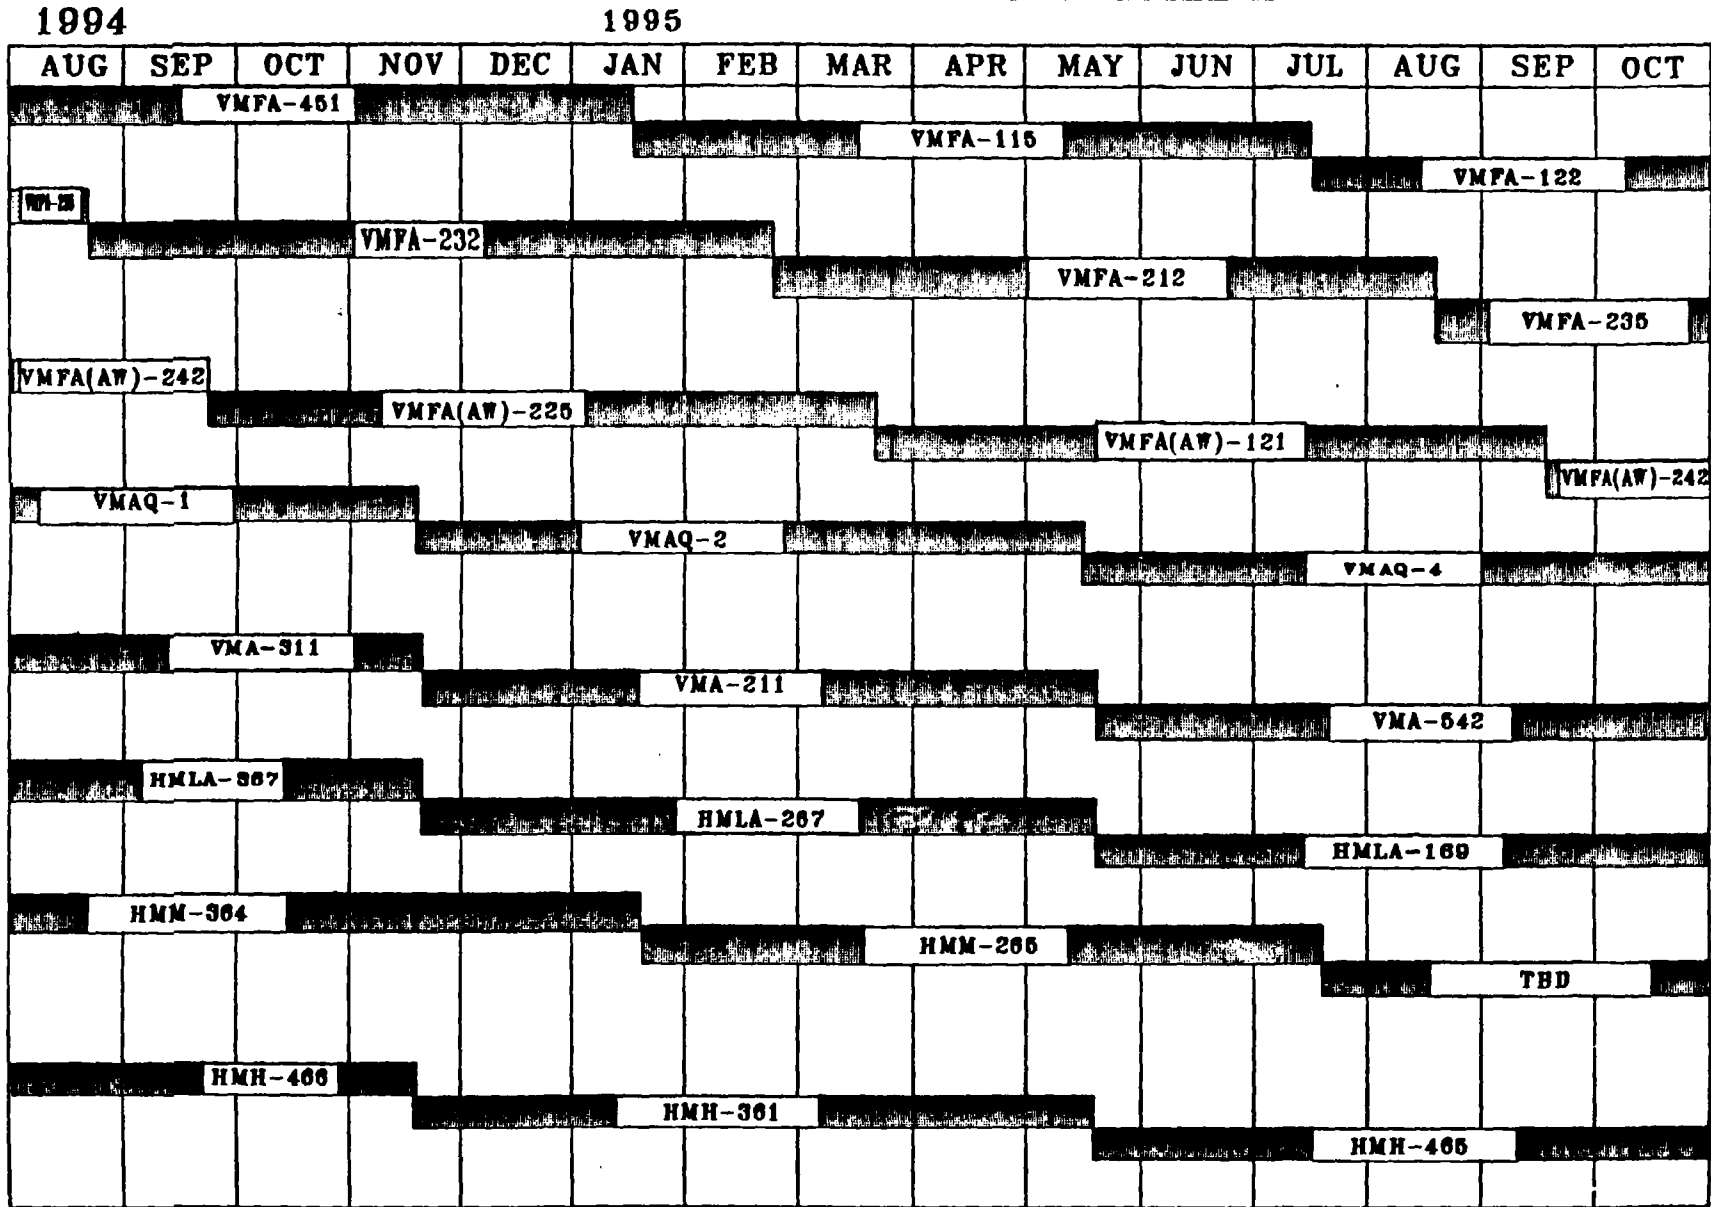 1994 1995
AUG SEP OCT NOV DEC JAN FEB MAR APR MAY JUN JUL AUG SEP OCT
VMFA-451
VMFA-115
VMFA-122
VMFA-232
VMFA-212
VMFA-235
VMFA(AW)-242
VMFA(AW)-225
VMFA(AW)-121
VMFA(AW)-242
VMAQ-1
VMAQ-2
VMAQ-4
VMA-311
VMA-211
VMA-542
HMLA-367
HMLA-267
HMLA-169
HMM-364
HMM-265
TBD
HMH-466
HMH-361
HMH-465